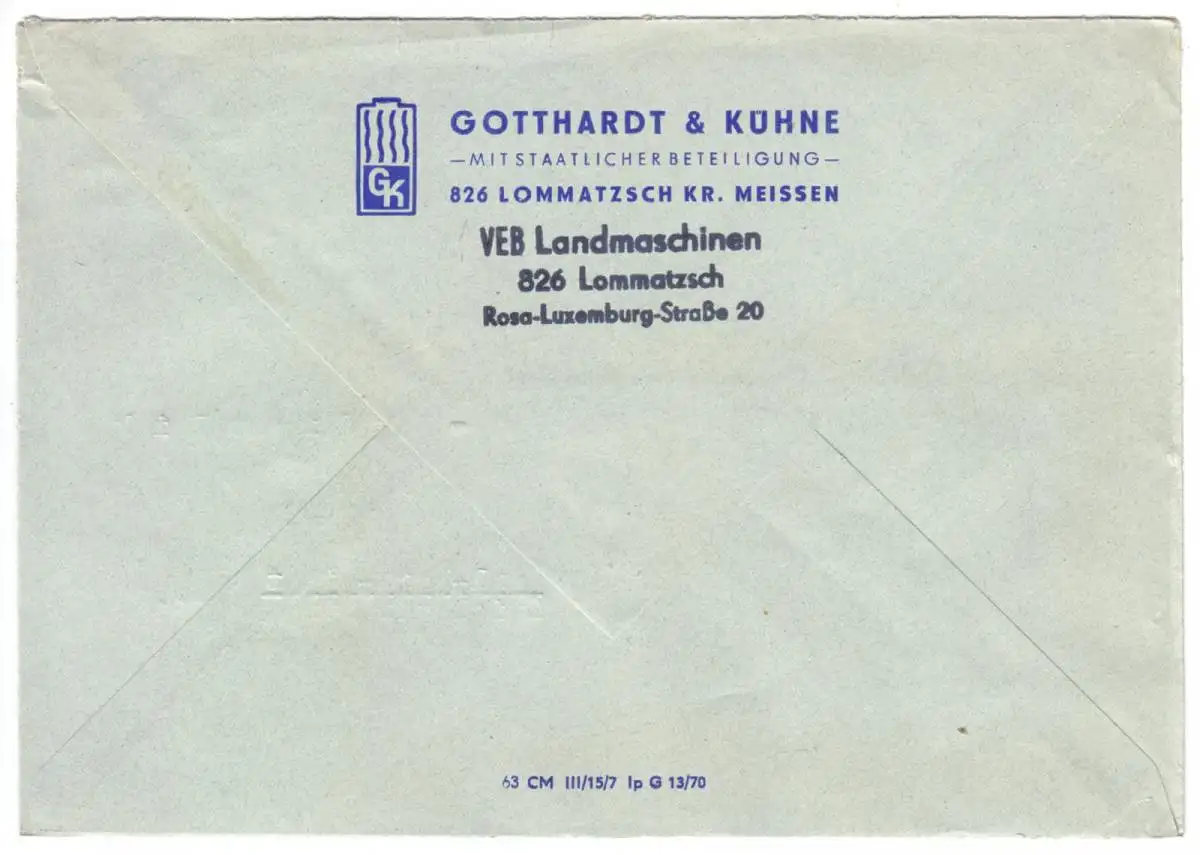 GK
GOTTHARDT & KÜHNE
—MIT STAATLICHER BETEILIGUNG—
826 LOMMATZSCH KR. MEISSEN
VEB Landmaschinen
826 Lommatzsch
Rosa-Luxemburg-Straße 20
63 CM III/15/7 Ip G 13/70